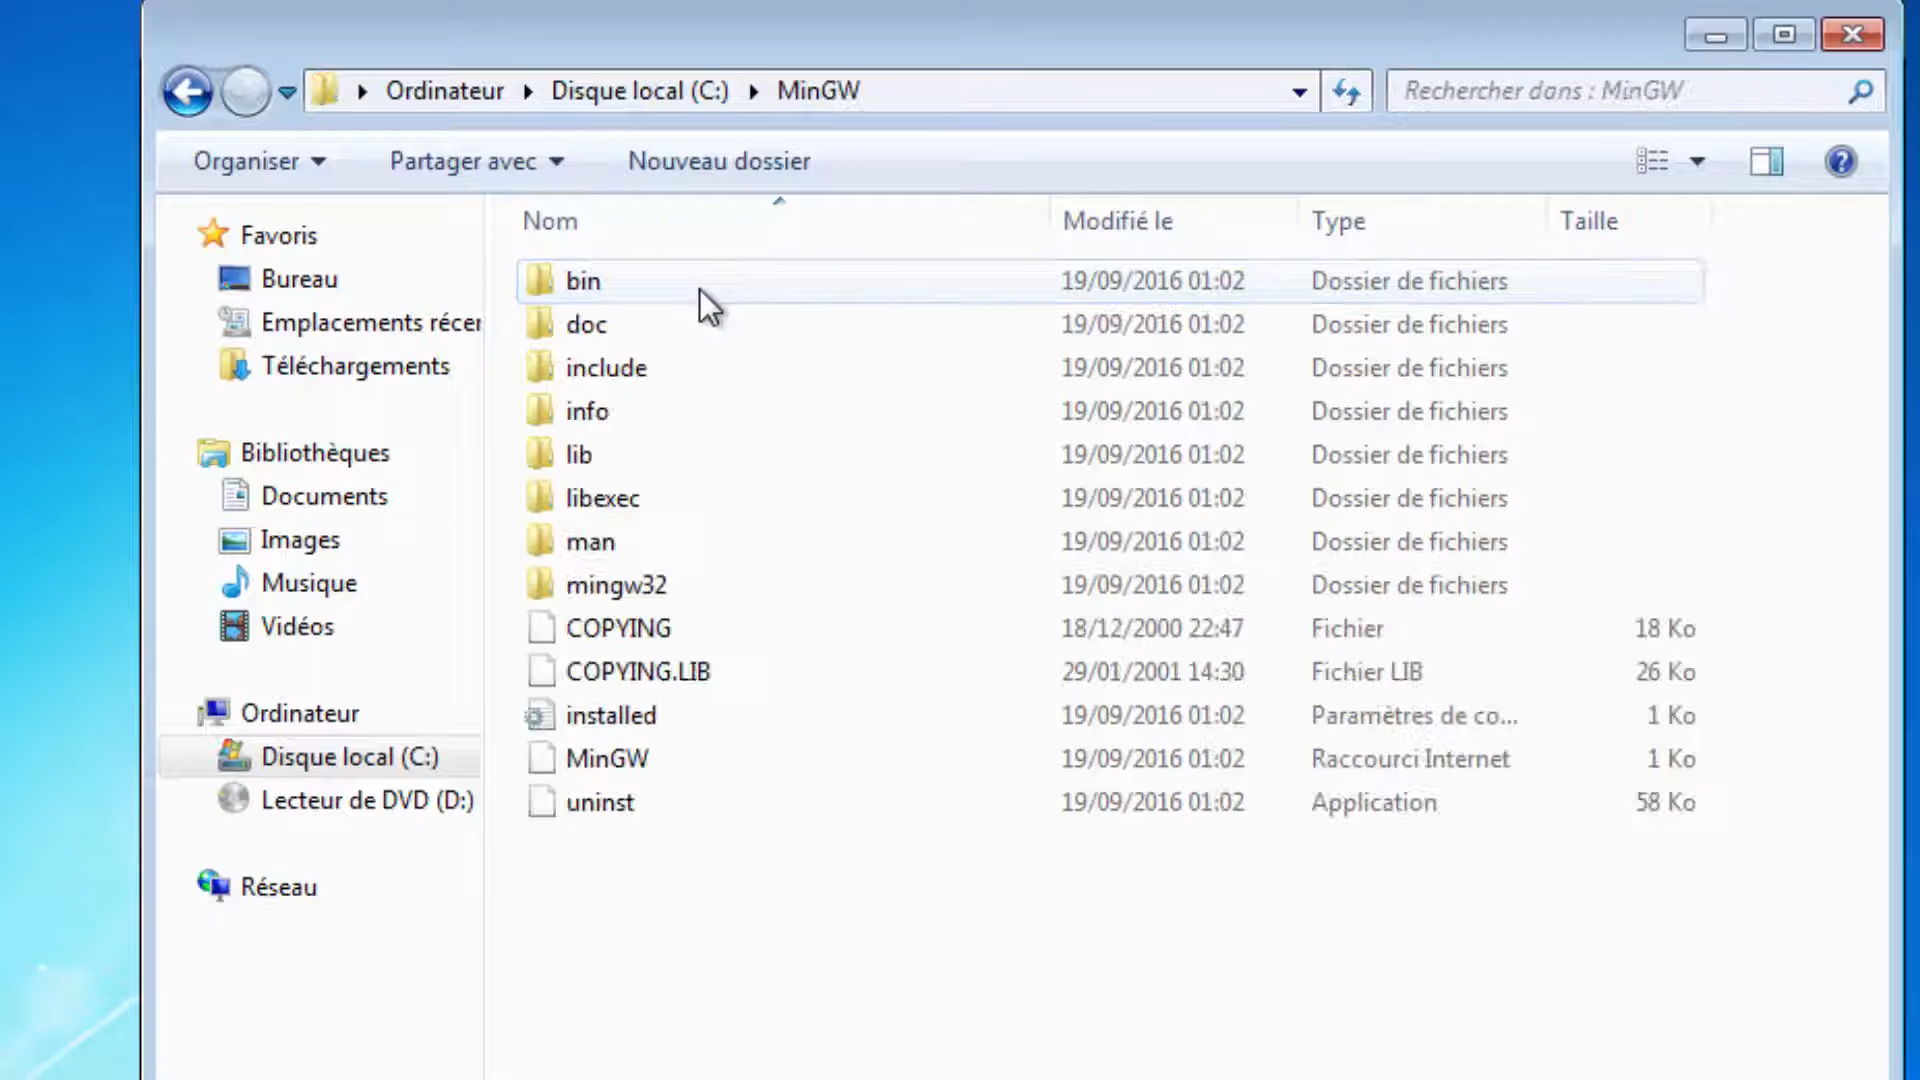 Ordinateur Disque local (C:) MinGW
Rechercher dans : MinGW
Organiser Partager avec Nouveau dossier
Favoris
Bureau
Emplacements récen
Téléchargements
Bibliothèques
Documents
Images
Musique
Vidéos
Ordinateur
Disque local (C:)
Lecteur de DVD (D:)
Réseau
Nom Modifié le Type Taille
bin 19/09/2016 01:02 Dossier de fichiers
doc 19/09/2016 01:02 Dossier de fichiers
include 19/09/2016 01:02 Dossier de fichiers
info 19/09/2016 01:02 Dossier de fichiers
lib 19/09/2016 01:02 Dossier de fichiers
libexec 19/09/2016 01:02 Dossier de fichiers
man 19/09/2016 01:02 Dossier de fichiers
mingw32 19/09/2016 01:02 Dossier de fichiers
COPYING 18/12/2000 22:47 Fichier 18 Ko
COPYING.LIB 29/01/2001 14:30 Fichier LIB 26 Ko
installed 19/09/2016 01:02 Paramètres de co... 1 Ko
MinGW 19/09/2016 01:02 Raccourci Internet 1 Ko
uninst 19/09/2016 01:02 Application 58 Ko